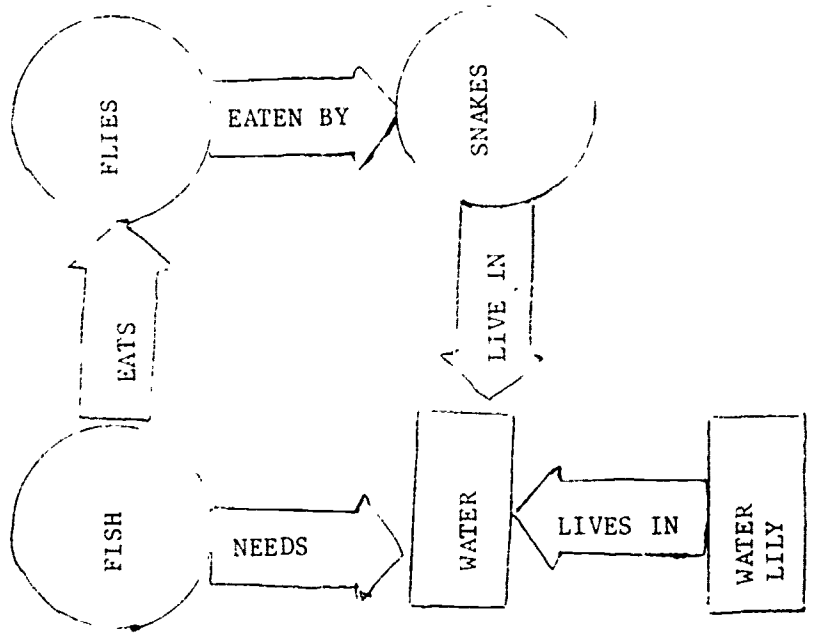 FLIES
EATEN BY
SNAKES
EATS
LIVE IN
FISH
NEEDS
WATER
LIVES IN
WATER
LILY